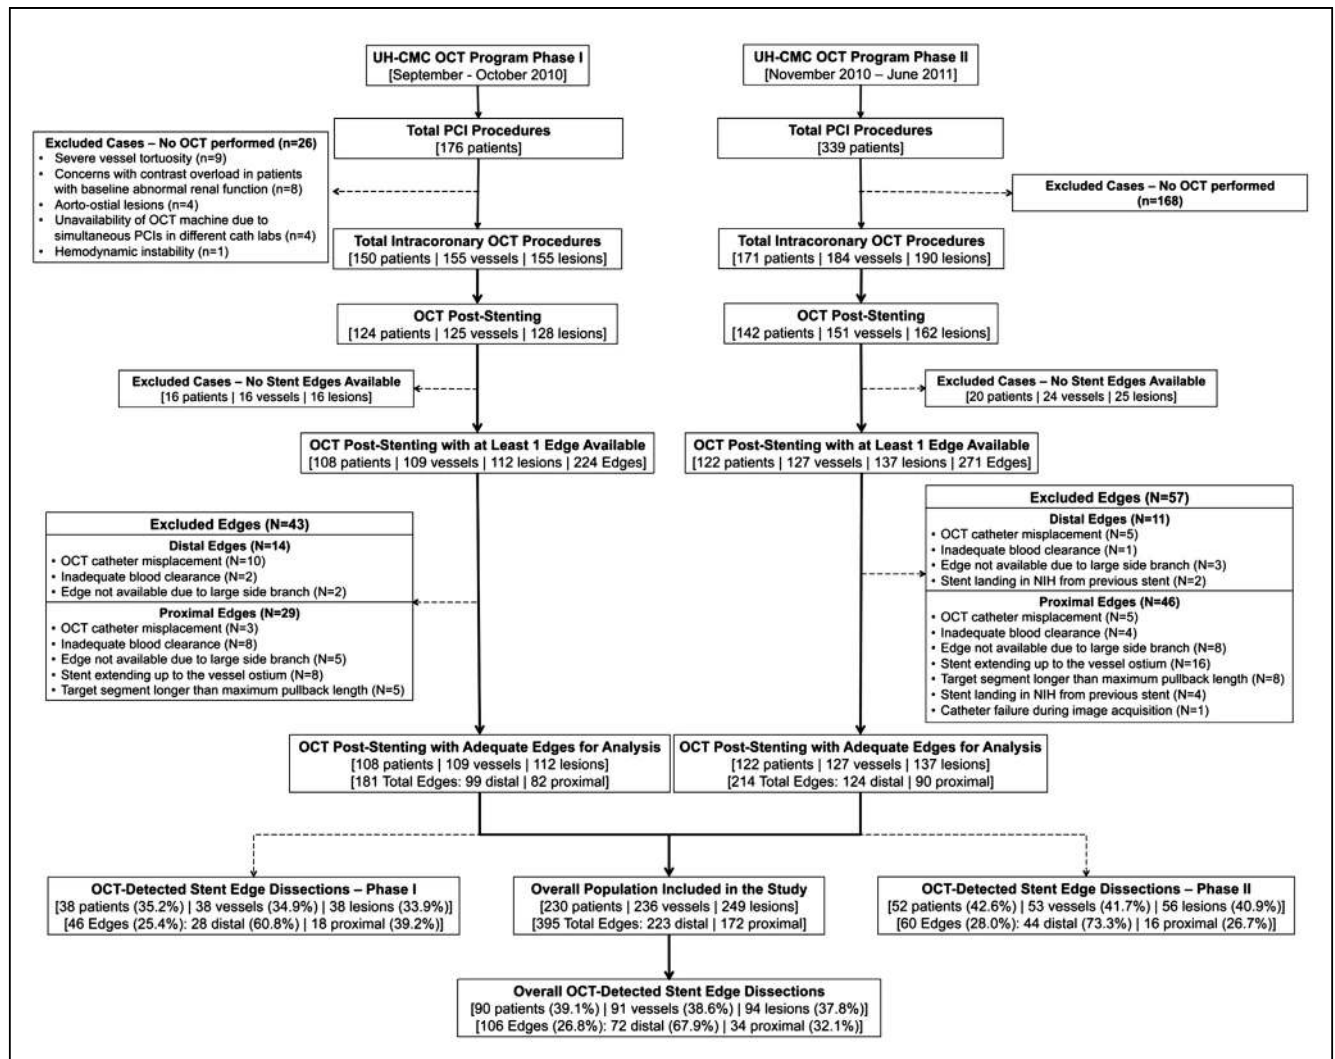 UH-CMC OCT Program Phase I
[September - October 2010]
UH-CMC OCT Program Phase II
[November 2010 – June 2011]
Total PCI Procedures
[176 patients]
Total PCI Procedures
[339 patients]
Excluded Cases – No OCT performed (n=26)
• Severe vessel tortuosity (n=9)
• Concerns with contrast overload in patients
with baseline abnormal renal function (n=8)
• Aorto-ostial lesions (n=4)
• Unavailability of OCT machine due to
simultaneous PCIs in different cath labs (n=4)
• Hemodynamic instability (n=1)
Excluded Cases – No OCT performed
(n=168)
Total Intracoronary OCT Procedures
[150 patients | 155 vessels | 155 lesions]
Total Intracoronary OCT Procedures
[171 patients | 184 vessels | 190 lesions]
OCT Post-Stenting
[124 patients | 125 vessels | 128 lesions]
OCT Post-Stenting
[142 patients | 151 vessels | 162 lesions]
Excluded Cases – No Stent Edges Available
[16 patients | 16 vessels | 16 lesions]
Excluded Cases – No Stent Edges Available
[20 patients | 24 vessels | 25 lesions]
OCT Post-Stenting with at Least 1 Edge Available
[108 patients | 109 vessels | 112 lesions | 224 Edges]
OCT Post-Stenting with at Least 1 Edge Available
[122 patients | 127 vessels | 137 lesions | 271 Edges]
Excluded Edges (N=43)
Distal Edges (N=14)
• OCT catheter misplacement (N=10)
• Inadequate blood clearance (N=2)
• Edge not available due to large side branch (N=2)
Proximal Edges (N=29)
• OCT catheter misplacement (N=3)
• Inadequate blood clearance (N=8)
• Edge not available due to large side branch (N=5)
• Stent extending up to the vessel ostium (N=8)
• Target segment longer than maximum pullback length (N=5)
Excluded Edges (N=57)
Distal Edges (N=11)
• OCT catheter misplacement (N=5)
• Inadequate blood clearance (N=1)
• Edge not available due to large side branch (N=3)
• Stent landing in NIH from previous stent (N=2)
Proximal Edges (N=46)
• OCT catheter misplacement (N=5)
• Inadequate blood clearance (N=4)
• Edge not available due to large side branch (N=8)
• Stent extending up to the vessel ostium (N=16)
• Target segment longer than maximum pullback length (N=8)
• Stent landing in NIH from previous stent (N=4)
• Catheter failure during image acquisition (N=1)
OCT Post-Stenting with Adequate Edges for Analysis
[108 patients | 109 vessels | 112 lesions]
[181 Total Edges: 99 distal | 82 proximal]
OCT Post-Stenting with Adequate Edges for Analysis
[122 patients | 127 vessels | 137 lesions]
[214 Total Edges: 124 distal | 90 proximal]
OCT-Detected Stent Edge Dissections – Phase I
[38 patients (35.2%) | 38 vessels (34.9%) | 38 lesions (33.9%)]
[46 Edges (25.4%): 28 distal (60.8%) | 18 proximal (39.2%)]
Overall Population Included in the Study
[230 patients | 236 vessels | 249 lesions]
[395 Total Edges: 223 distal | 172 proximal]
OCT-Detected Stent Edge Dissections – Phase II
[52 patients (42.6%) | 53 vessels (41.7%) | 56 lesions (40.9%)]
[60 Edges (28.0%): 44 distal (73.3%) | 16 proximal (26.7%)]
Overall OCT-Detected Stent Edge Dissections
[90 patients (39.1%) | 91 vessels (38.6%) | 94 lesions (37.8%)]
[106 Edges (26.8%): 72 distal (67.9%) | 34 proximal (32.1%)]